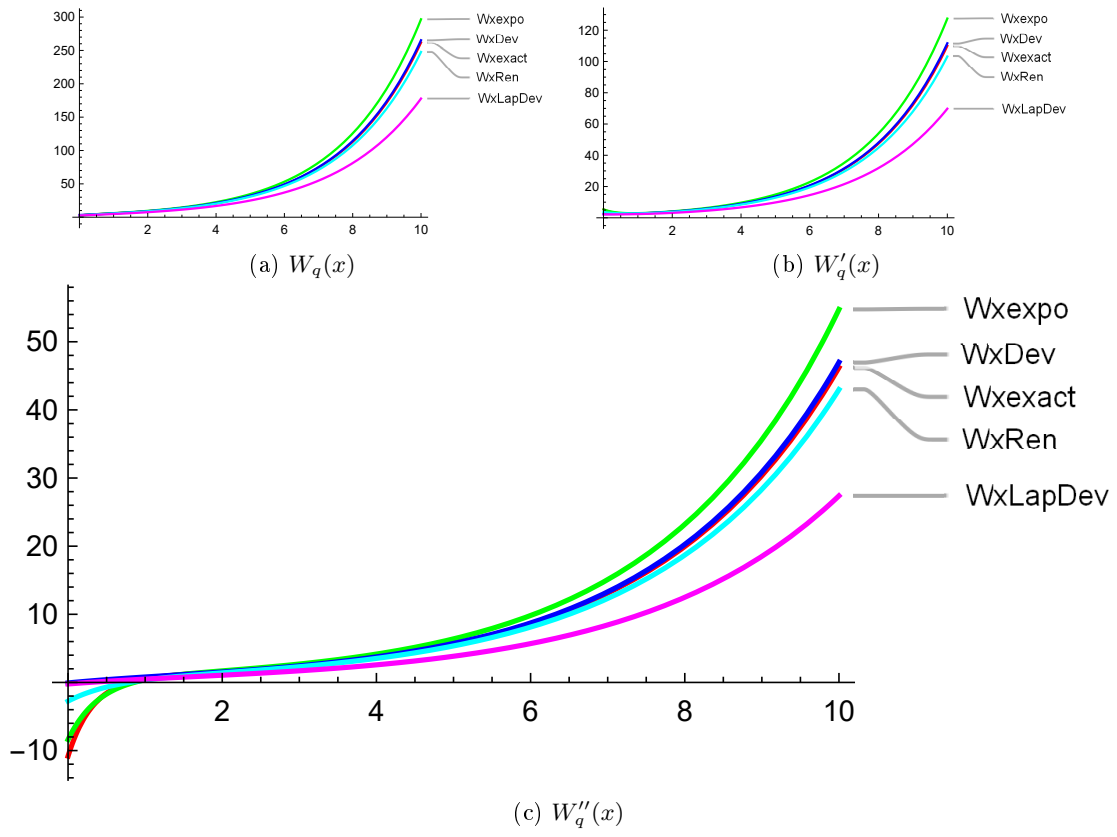 300
250
200
150
100
50
2 4 6 8 10
Wxexpo
WxDev
Wxexact
WxRen
WxLapDev
(a) W_q(x)
120
100
80
60
40
20
2 4 6 8 10
Wxexpo
WxDev
Wxexact
WxRen
WxLapDev
(b) W'_q(x)
50
40
30
20
10
−10
2 4 6 8 10
Wxexpo
WxDev
Wxexact
WxRen
WxLapDev
(c) W''_q(x)